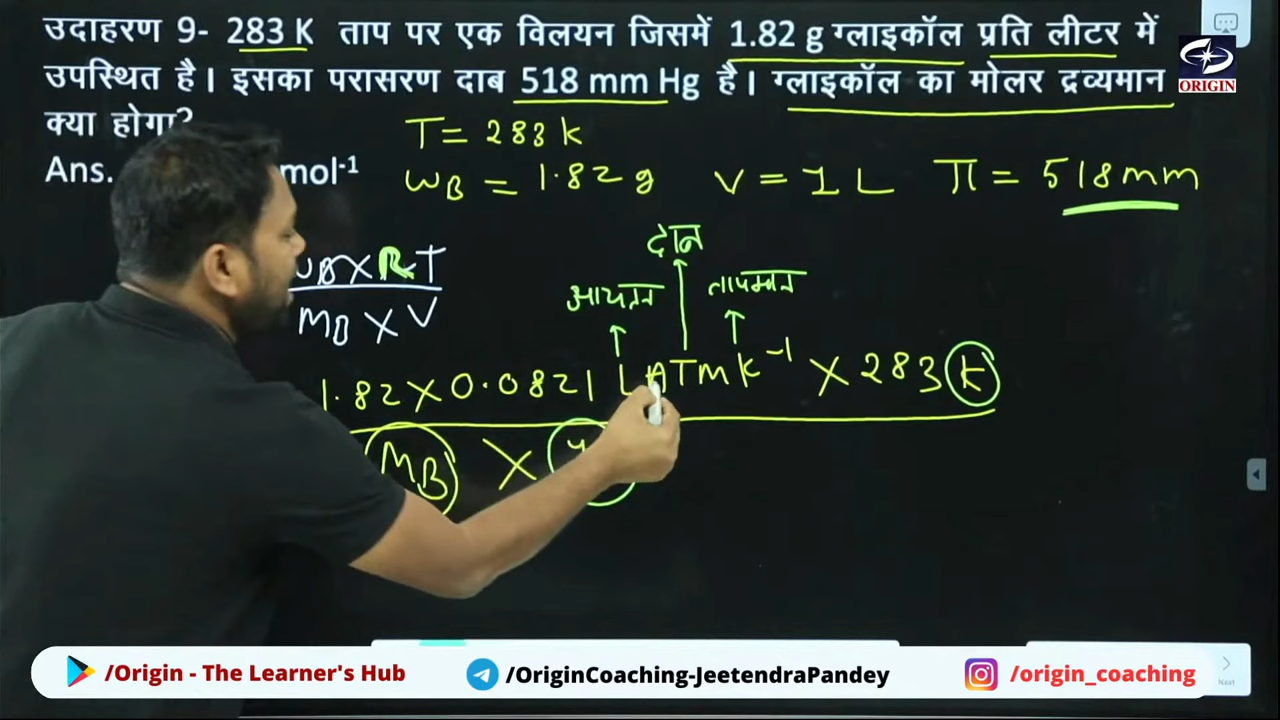 उदाहरण 9- 283 K ताप पर एक विलयन जिसमें 1.82 g ग्लाइकॉल प्रति लीटर में
उपस्थित है। इसका परासरण दाब 518 mm Hg है। ग्लाइकॉल का मोलर द्रव्यमान
क्या होगा?
ORIGIN
Ans. mol-1
T = 283 k
WB = 1.82 g V = 1 L π = 518 mm
× RT
MB × V
आयतन दाब तापमान
1.82 × 0.0821 L ATm k-1 × 283 k
MB ×
/Origin - The Learner's Hub
/OriginCoaching-JeetendraPandey
/origin_coaching
Next